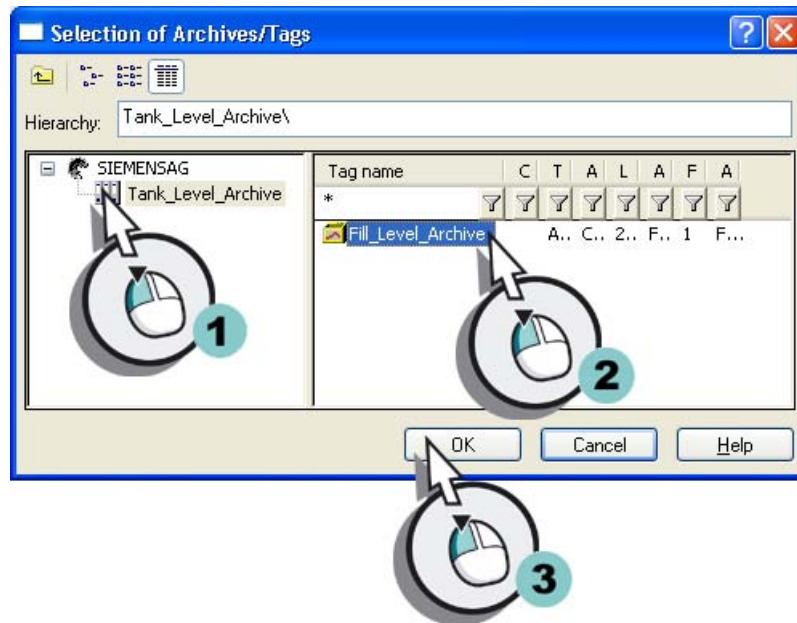 Selection of Archives/Tags
Hierarchy: Tank_Level_Archive\
SIEMENSAG
Tank_Level_Archive
Tag name C T A L A F A
*
Fill_Level_Archive A.. C.. 2.. F.. 1 F...
1
2
OK Cancel Help
3